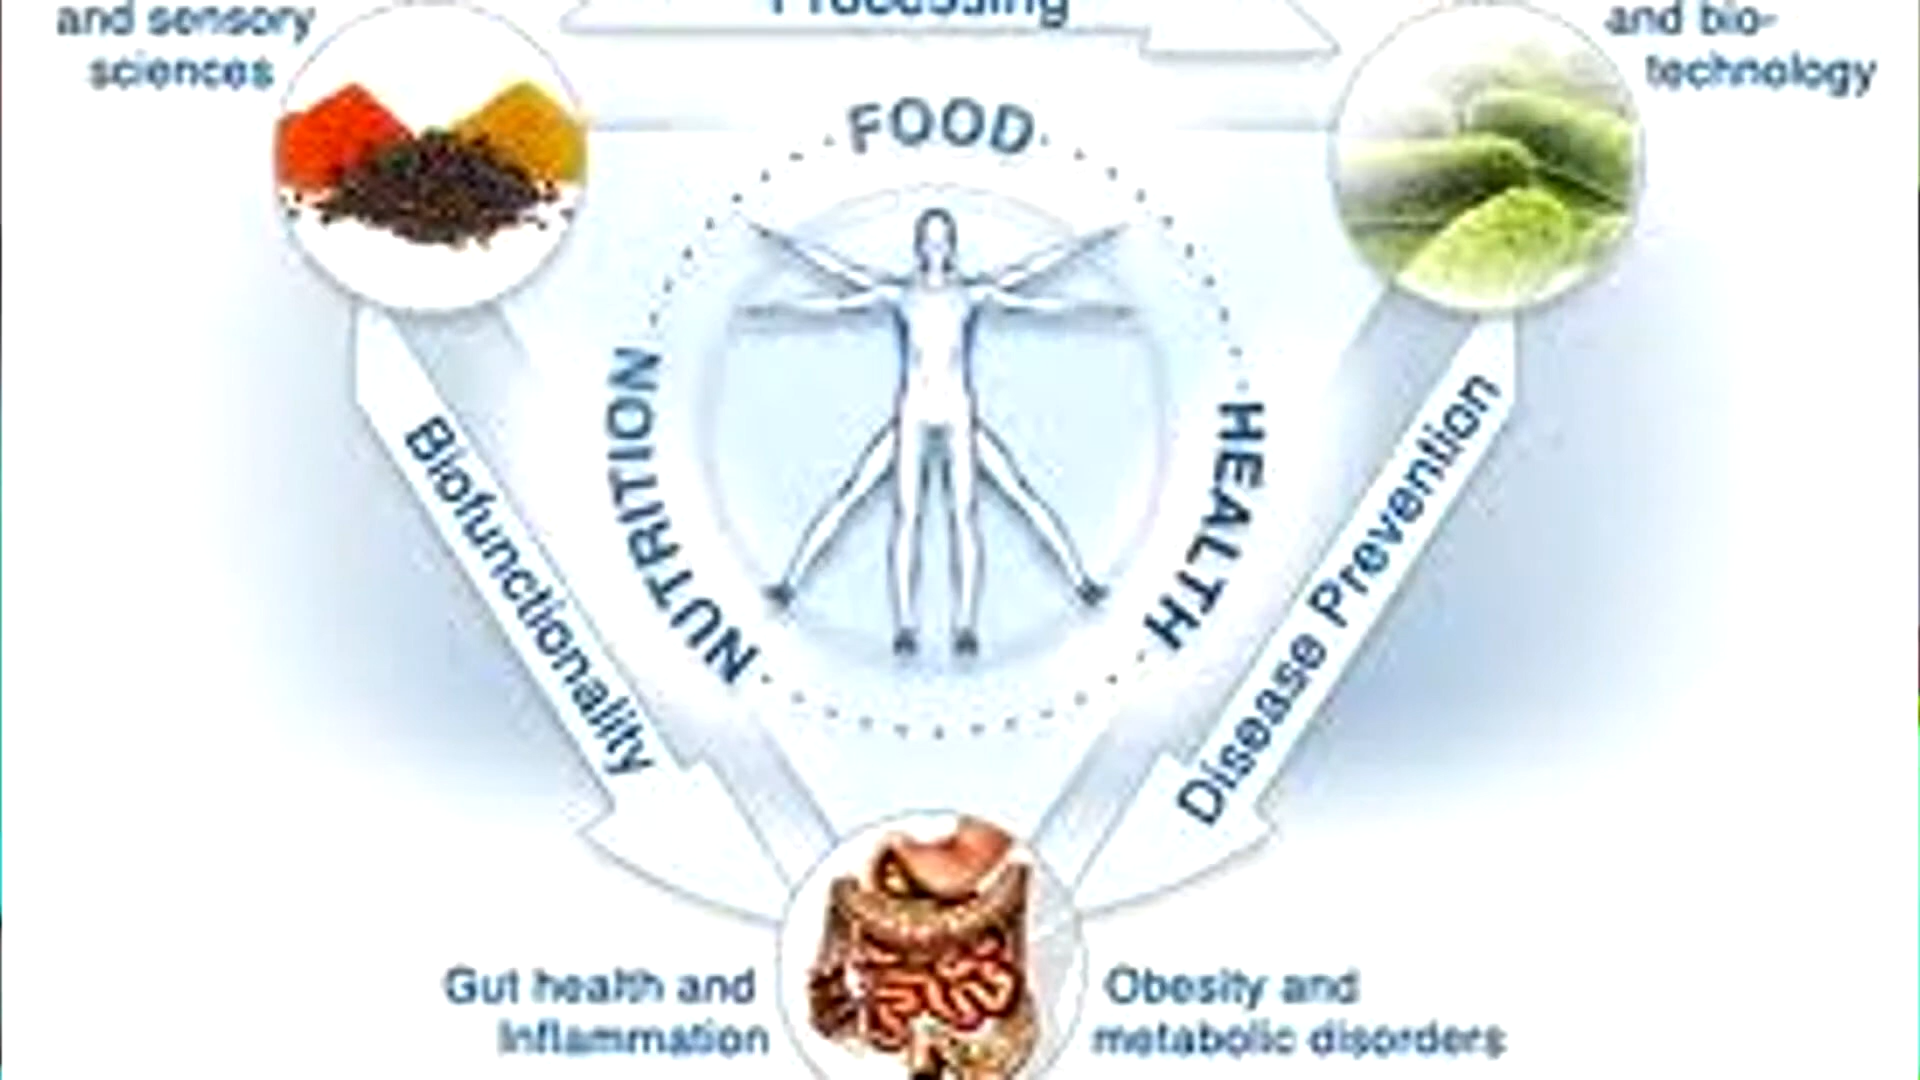 and sensory
sciences
Processing
and bio-
technology
FOOD
NUTRITION
HEALTH
Biofunctionality
Disease Prevention
Gut health and
Inflammation
Obesity and
metabolic disorders